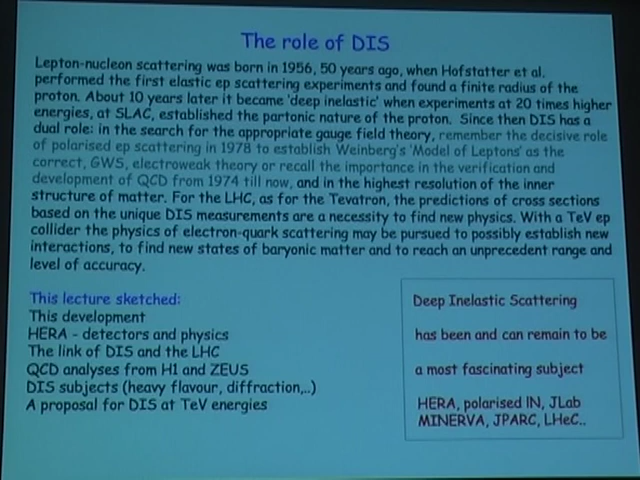 The role of DIS
Lepton-nucleon scattering was born in 1956, 50 years ago, when Hofstatter et al.
performed the first elastic ep scattering experiments and found a finite radius of the
proton. About 10 years later it became 'deep inelastic' when experiments at 20 times higher
energies, at SLAC, established the partonic nature of the proton. Since then DIS has a
dual role: in the search for the appropriate gauge field theory, remember the decisive role
of polarised ep scattering in 1978 to establish Weinberg's 'Model of Leptons' as the
correct, GWS, electroweak theory or recall the importance in the verification and
development of QCD from 1974 till now, and in the highest resolution of the inner
structure of matter. For the LHC, as for the Tevatron, the predictions of cross sections
based on the unique DIS measurements are a necessity to find new physics. With a TeV ep
collider the physics of electron-quark scattering may be pursued to possibly establish new
interactions, to find new states of baryonic matter and to reach an unprecedent range and
level of accuracy.
This lecture sketched:
This development
HERA - detectors and physics
The link of DIS and the LHC
QCD analyses from H1 and ZEUS
DIS subjects (heavy flavour, diffraction,..)
A proposal for DIS at TeV energies
Deep Inelastic Scattering
has been and can remain to be
a most fascinating subject
HERA, polarised lN, JLab
MINERVA, JPARC, LHeC..